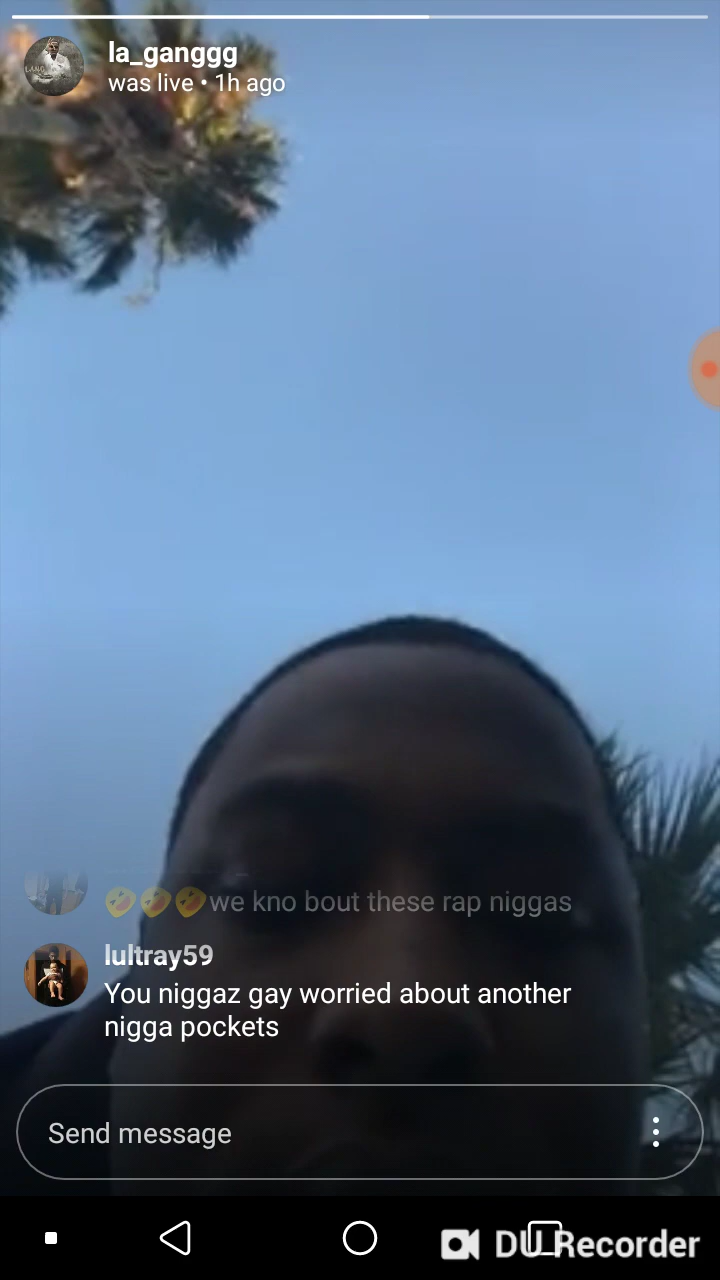 la_ganggg
was live • 1h ago
🤣🤣🤣we kno bout these rap niggas
lultray59
You niggaz gay worried about another
nigga pockets
Send message
DU Recorder